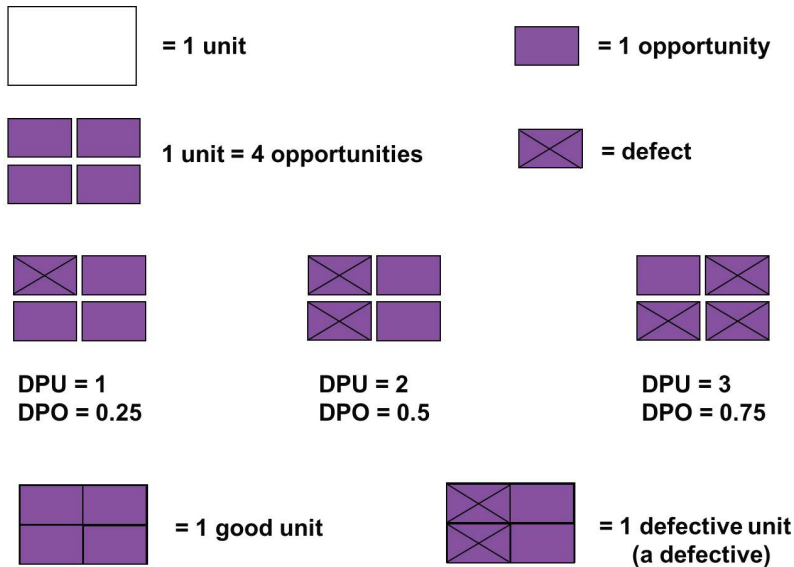 = 1 unit
= 1 opportunity
1 unit = 4 opportunities
= defect
DPU = 1
DPO = 0.25
DPU = 2
DPO = 0.5
DPU = 3
DPO = 0.75
= 1 good unit
= 1 defective unit
(a defective)